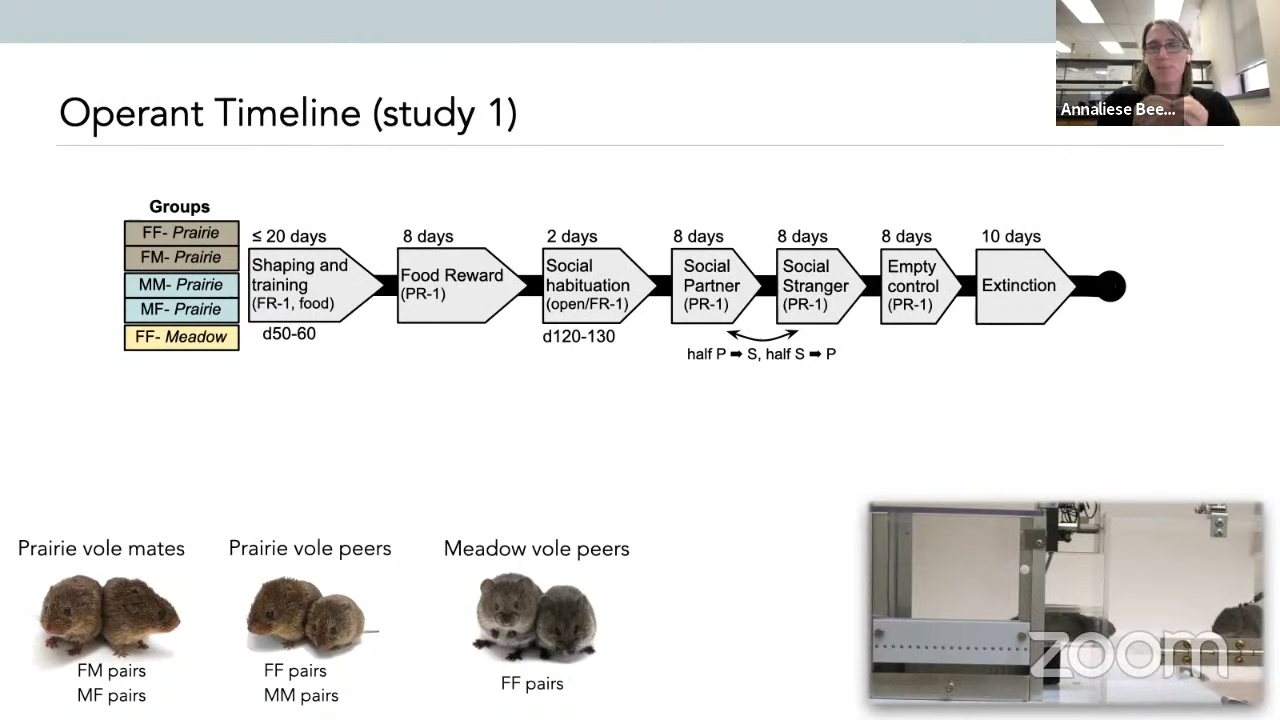 Annaliese Bee...
Operant Timeline (study 1)
Groups
FF- Prairie
FM- Prairie
MM- Prairie
MF- Prairie
FF- Meadow
≤ 20 days
Shaping and
training
(FR-1, food)
d50-60
8 days
Food Reward
(PR-1)
2 days
Social
habituation
(open/FR-1)
d120-130
8 days
Social
Partner
(PR-1)
8 days
Social
Stranger
(PR-1)
half P ➡ S, half S ➡ P
8 days
Empty
control
(PR-1)
10 days
Extinction
Prairie vole mates
FM pairs
MF pairs
Prairie vole peers
FF pairs
MM pairs
Meadow vole peers
FF pairs
zoom